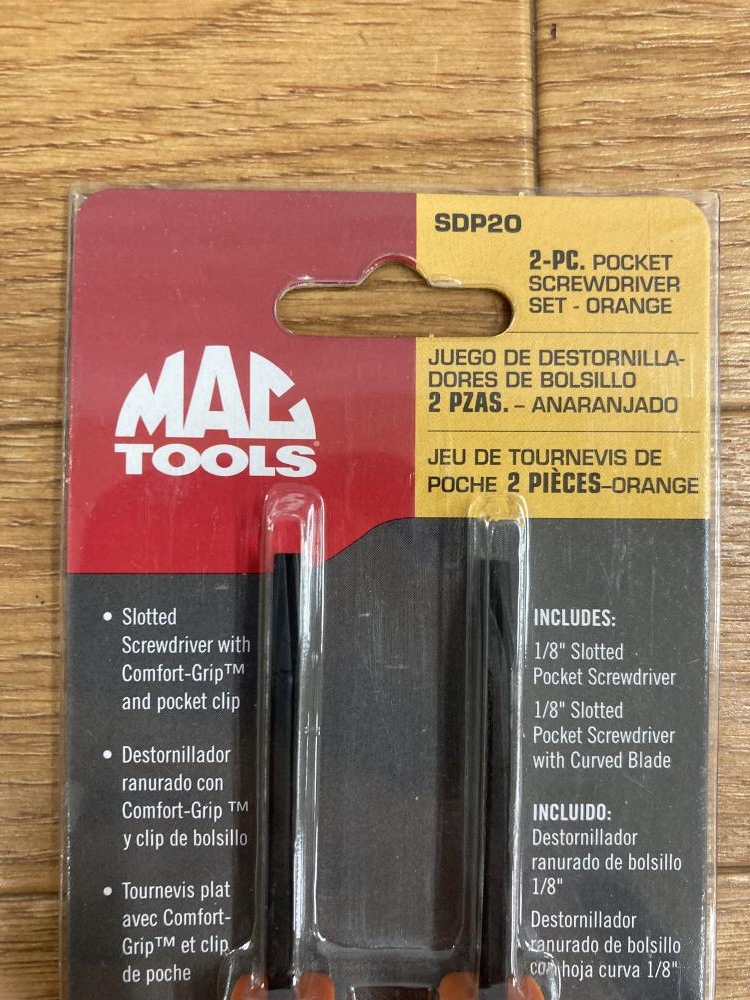 SDP20
2-PC. POCKET
SCREWDRIVER
SET - ORANGE
JUEGO DE DESTORNILLA-
DORES DE BOLSILLO
2 PZAS. – ANARANJADO
JEU DE TOURNEVIS DE
POCHE 2 PIÈCES–ORANGE
MAC
TOOLS®
• Slotted
Screwdriver with
Comfort-Grip™
and pocket clip
• Destornillador
ranurado con
Comfort-Grip ™
y clip de bolsillo
• Tournevis plat
avec Comfort-
Grip™ et clip
de poche
INCLUDES:
1/8" Slotted
Pocket Screwdriver
1/8" Slotted
Pocket Screwdriver
with Curved Blade
INCLUIDO:
Destornillador
ranurado de bolsillo
1/8"
Destornillador
ranurado de bolsillo
con hoja curva 1/8"